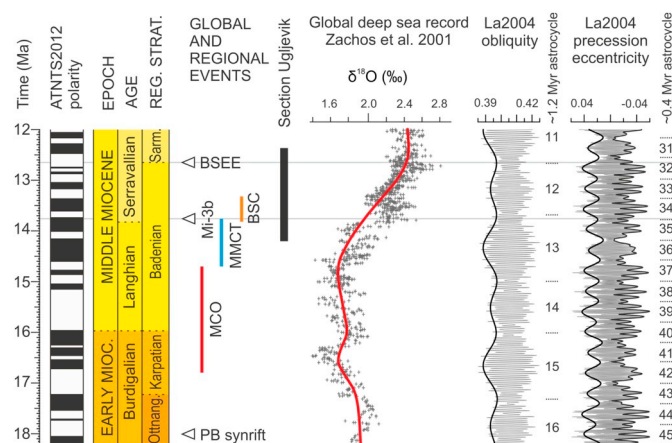 Time (Ma)
ATNTS2012
polarity
EPOCH
AGE
REG. STRAT.
GLOBAL
AND
REGIONAL
EVENTS
Section Ugljevik
Global deep sea record
Zachos et al. 2001
δ¹⁸O (‰)
1.6 2.0 2.4 2.8
La2004
obliquity
0.39 0.42
~1.2 Myr astrocycle
La2004
precession
eccentricity
0.04 -0.04
~0.4 Myr astrocycle
12
13
14
15
16
17
18
MIDDLE MIOCENE
EARLY MIOC.
Serravallian
Langhian
Burdigalian
Sarm.
Badenian
Karpatian
Ottnang.
BSEE
Mi-3b
BSC
MMCT
MCO
PB synrift
11
12
13
14
15
16
31
32
33
34
35
36
37
38
39
40
41
42
43
44
45